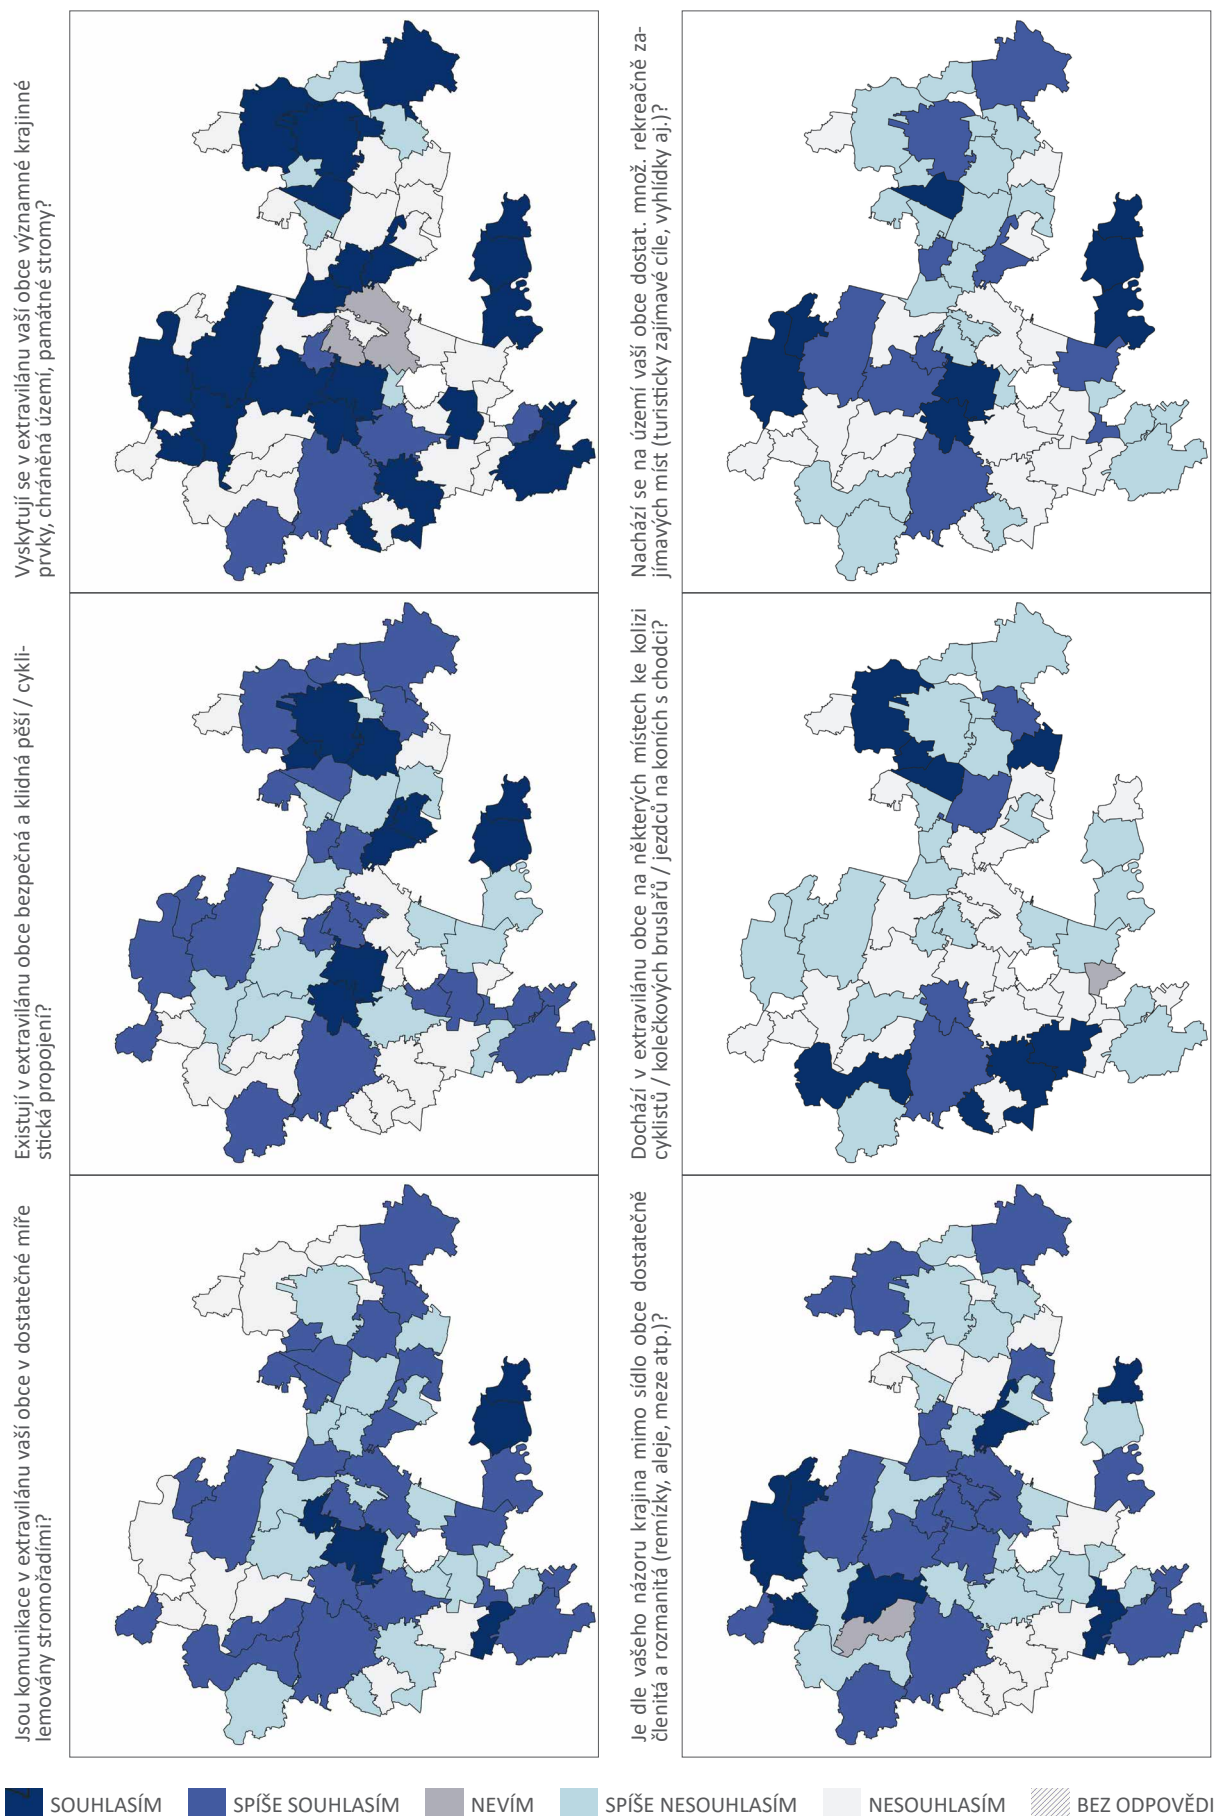 Vyskytují se v extravilánu vaší obce významné krajinné
prvky, chráněná území, památné stromy?
Nachází se na území vaší obce dostat. množ. rekreačně za-
jímavých míst (turisticky zajímavé cíle, vyhlídky aj.)?
Existují v extravilánu obce bezpečná a klidná pěší / cykli-
stická propojení?
Dochází v extravilánu obce na některých místech ke kolizi
cyklistů / kolečkových bruslařů / jezdců na koních s chodci?
Jsou komunikace v extravilánu vaší obce v dostatečné míře
lemovány stromořadími?
Je dle vašeho názoru krajina mimo sídlo obce dostatečně
členitá a rozmanitá (remízky, aleje, meze atp.)?
SOUHLASÍM
SPÍŠE SOUHLASÍM
NEVÍM
SPÍŠE NESOUHLASÍM
NESOUHLASÍM
BEZ ODPOVĚDI